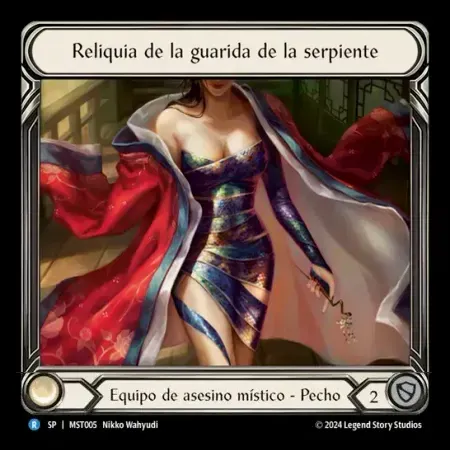 Reliquia de la guarida de la serpiente
Equipo de asesino místico - Pecho
2
R SP | MST005 Nikko Wahyudi
© 2024 Legend Story Studios